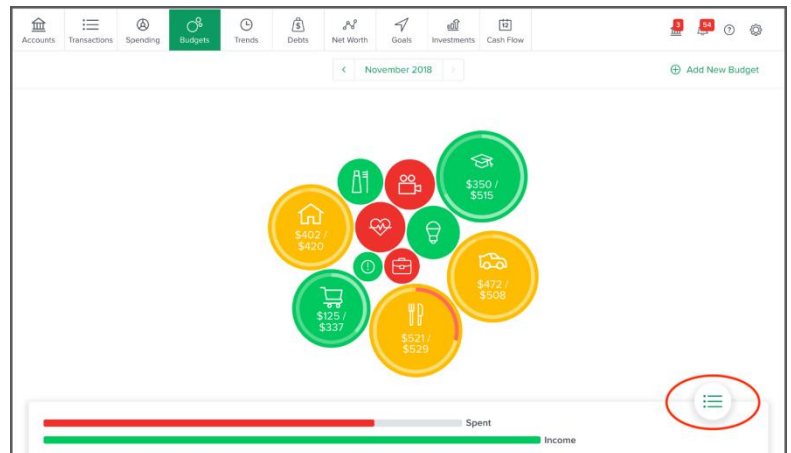 3 54
Accounts Transactions Spending Budgets Trends Debts Net Worth Goals Investments Cash Flow
November 2018
Add New Budget
$350 /
$515
$402 /
$420
$472 /
$508
$125 /
$337
$521 /
$529
Spent
Income